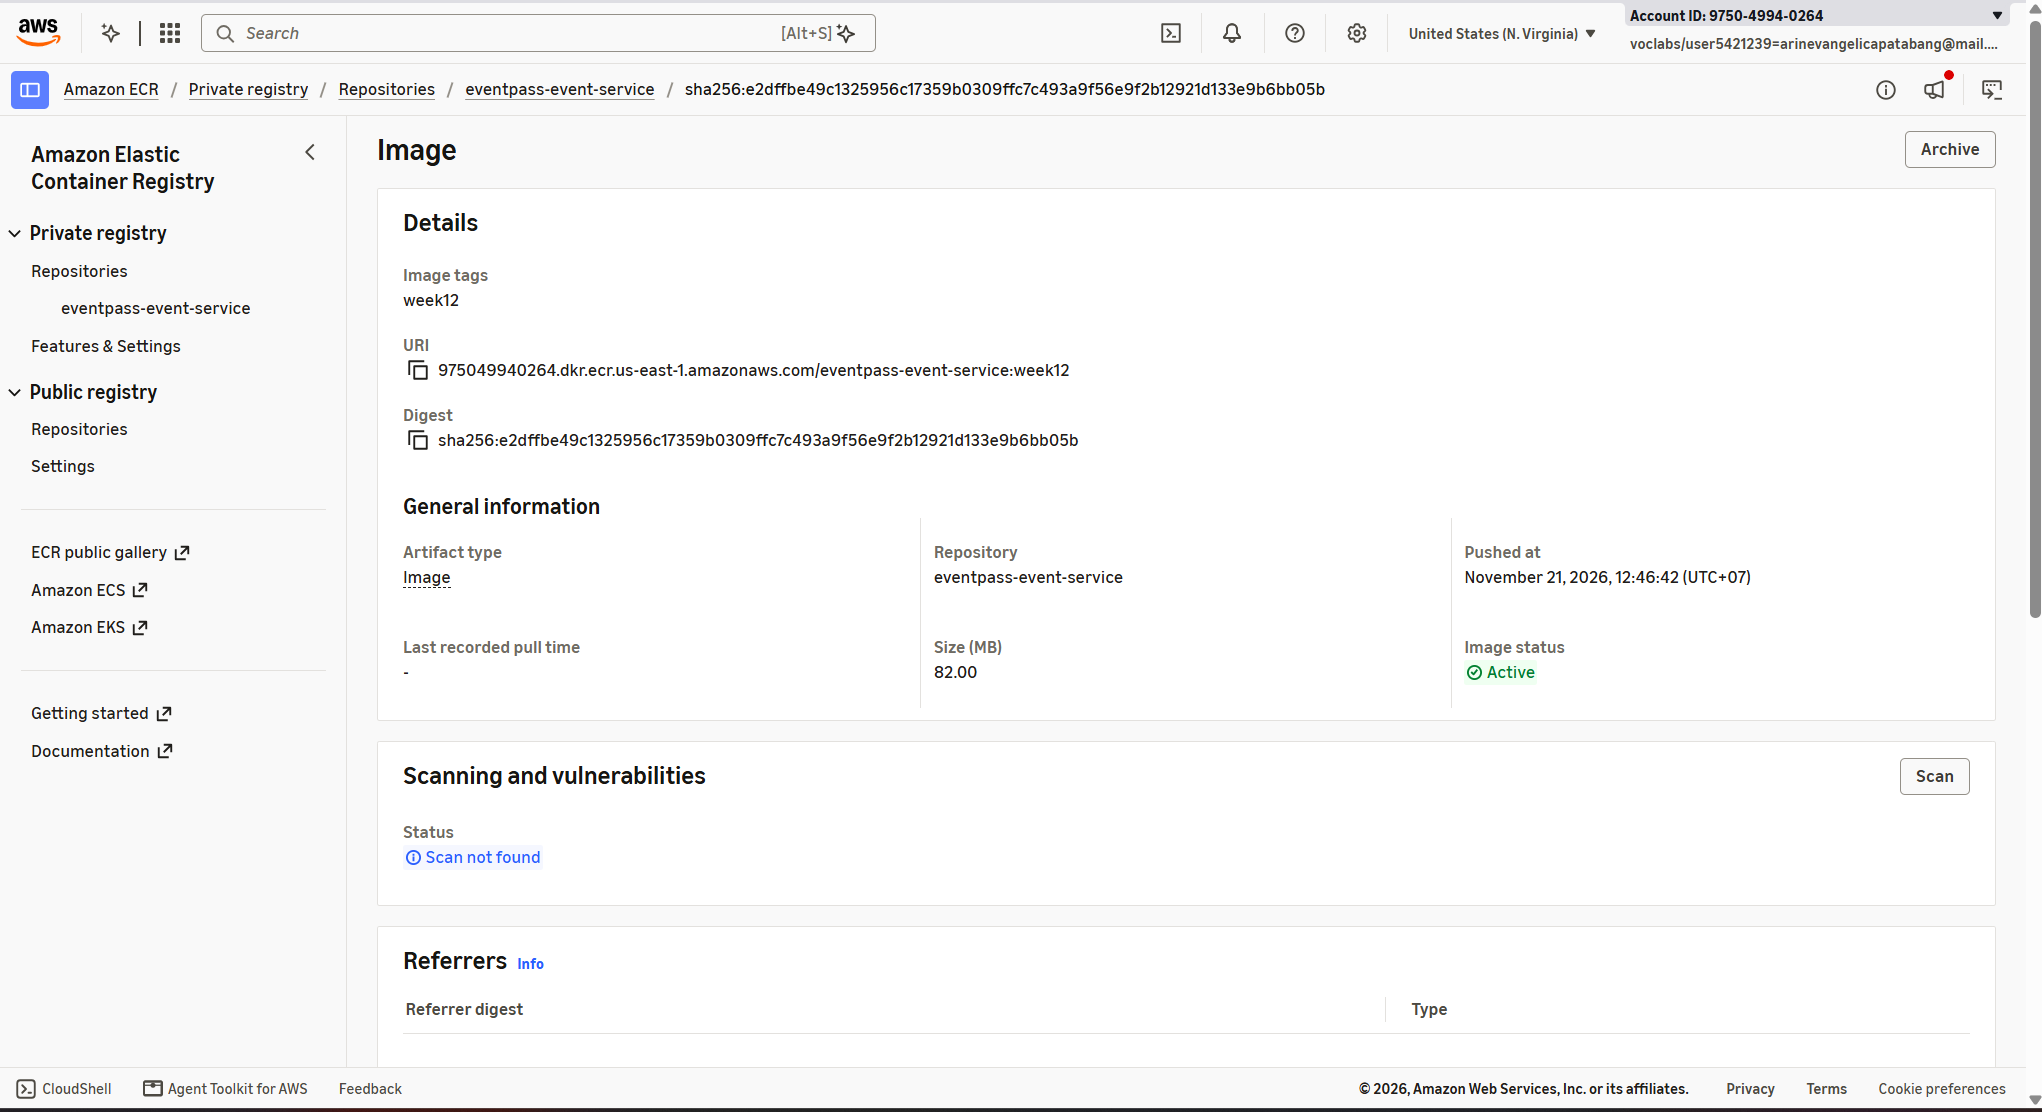 aws
Search
[Alt+S]
United States (N. Virginia)
Account ID: 9750-4994-0264
voclabs/user5421239=arinevangelicapatabang@mail....
Amazon ECR / Private registry / Repositories / eventpass-event-service / sha256:e2dffbe49c1325956c17359b0309ffc7c493a9f56e9f2b12921d133e9b6bb05b
Amazon Elastic
Container Registry
Private registry
Repositories
eventpass-event-service
Features & Settings
Public registry
Repositories
Settings
ECR public gallery
Amazon ECS
Amazon EKS
Getting started
Documentation
Image
Archive
Details
Image tags
week12
URI
975049940264.dkr.ecr.us-east-1.amazonaws.com/eventpass-event-service:week12
Digest
sha256:e2dffbe49c1325956c17359b0309ffc7c493a9f56e9f2b12921d133e9b6bb05b
General information
Artifact type
Image
Repository
eventpass-event-service
Pushed at
November 21, 2026, 12:46:42 (UTC+07)
Last recorded pull time
-
Size (MB)
82.00
Image status
Active
Scanning and vulnerabilities
Scan
Status
Scan not found
Referrers Info
Referrer digest
Type
CloudShell
Agent Toolkit for AWS
Feedback
© 2026, Amazon Web Services, Inc. or its affiliates.
Privacy
Terms
Cookie preferences